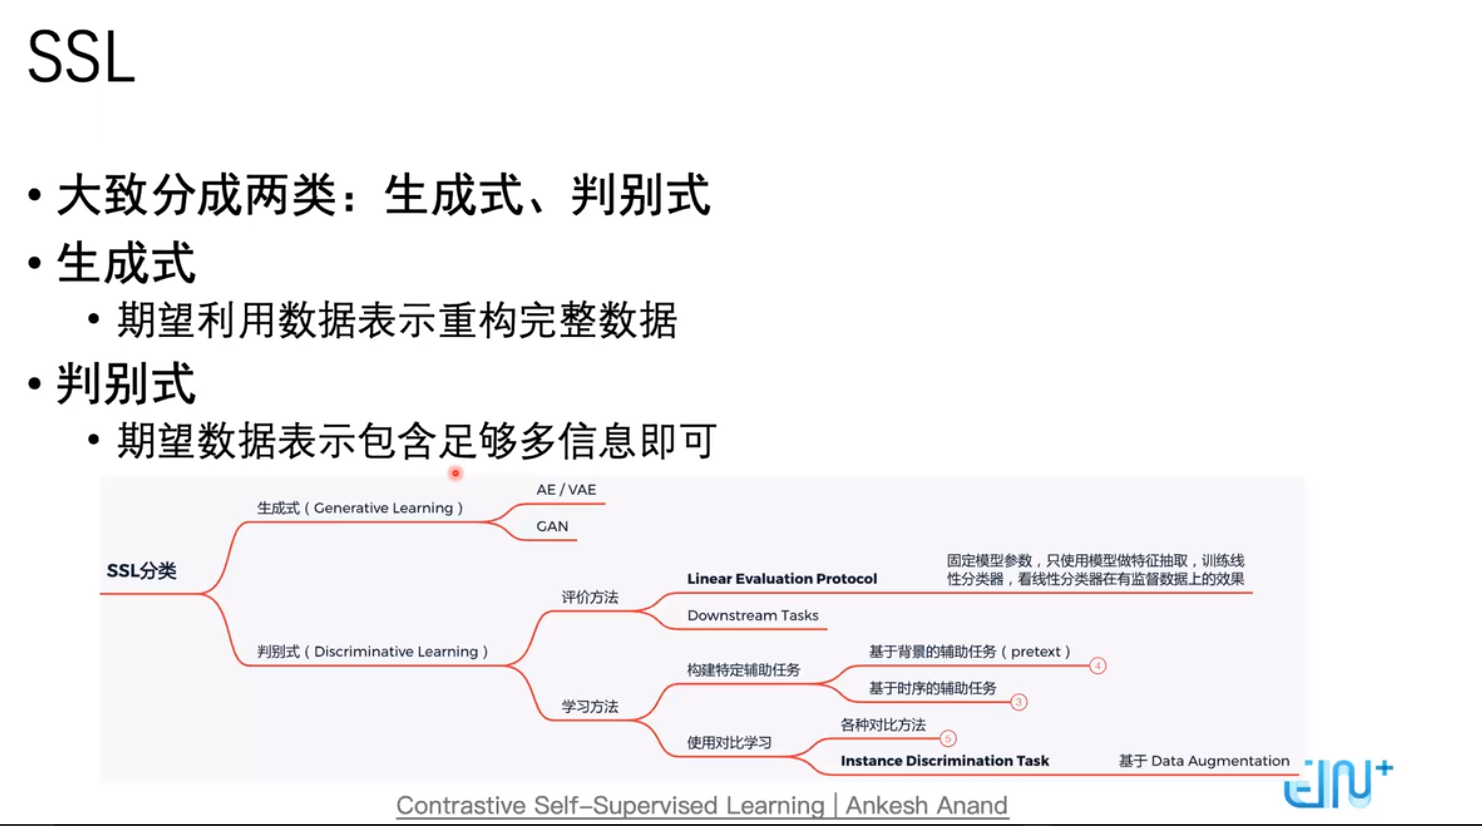 SSL
• 大致分成两类：生成式、判别式
• 生成式
• 期望利用数据表示重构完整数据
• 判别式
• 期望数据表示包含足够多信息即可
SSL分类
生成式 ( Generative Learning )
AE / VAE
GAN
判别式 ( Discriminative Learning )
评价方法
Linear Evaluation Protocol
固定模型参数，只使用模型做特征抽取，训练线
性分类器，看线性分类器在有监督数据上的效果
Downstream Tasks
学习方法
构建特定辅助任务
基于背景的辅助任务 ( pretext )
4
基于时序的辅助任务
3
使用对比学习
各种对比方法
5
Instance Discrimination Task
基于 Data Augmentation
Contrastive Self-Supervised Learning | Ankesh Anand